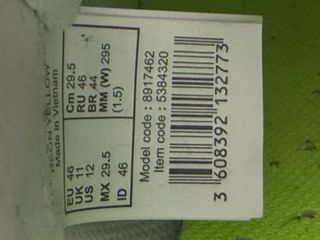 NEON YELLOW
Made in Vietnam
EU 46 Cm 29.5
UK 11 RU 46
US 12 BR 44
MX 29.5 MM (W) 295
ID 46 (1.5)
Model code : 8917462
Item code : 5384320
3 608392 132773